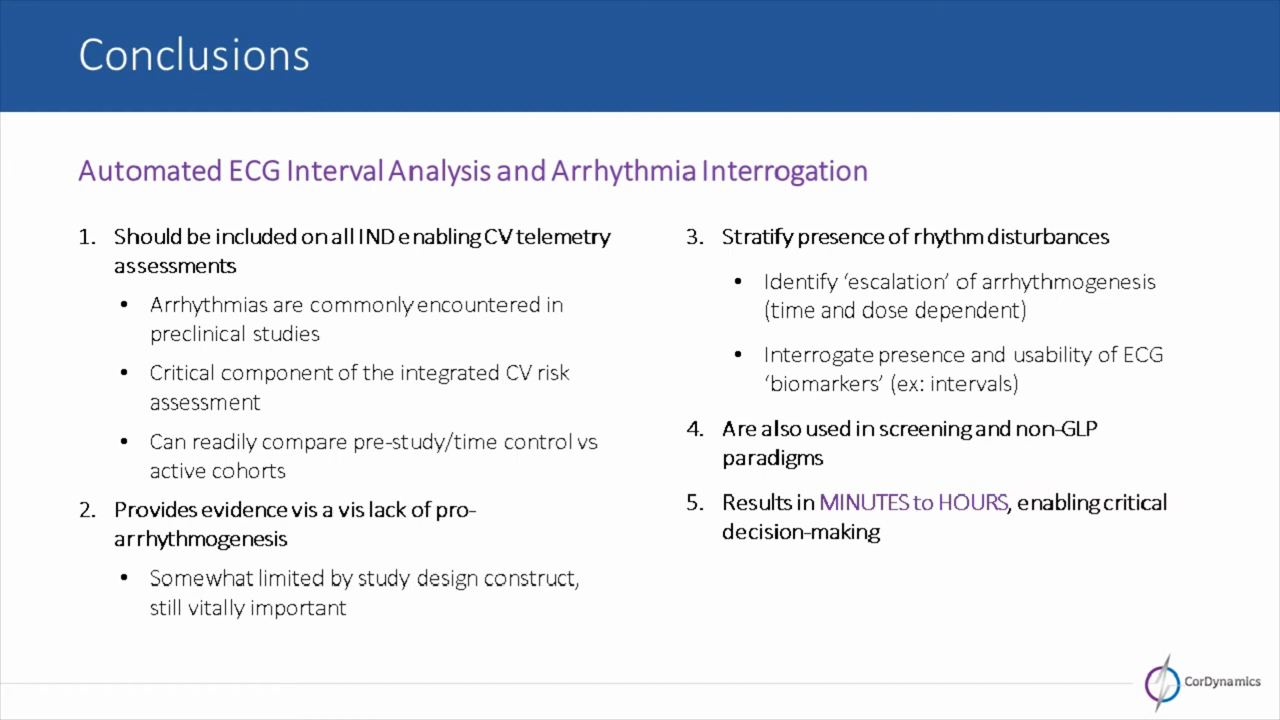 Conclusions
Automated ECG Interval Analysis and Arrhythmia Interrogation
1. Should be included on all IND enabling CV telemetry
assessments
• Arrhythmias are commonly encountered in
preclinical studies
• Critical component of the integrated CV risk
assessment
• Can readily compare pre-study/time control vs
active cohorts
2. Provides evidence vis a vis lack of pro-
arrhythmogenesis
• Somewhat limited by study design construct,
still vitally important
3. Stratify presence of rhythm disturbances
• Identify ‘escalation’ of arrhythmogenesis
(time and dose dependent)
• Interrogate presence and usability of ECG
‘biomarkers’ (ex: intervals)
4. Are also used in screening and non-GLP
paradigms
5. Results in MINUTES to HOURS, enabling critical
decision-making
CorDynamics